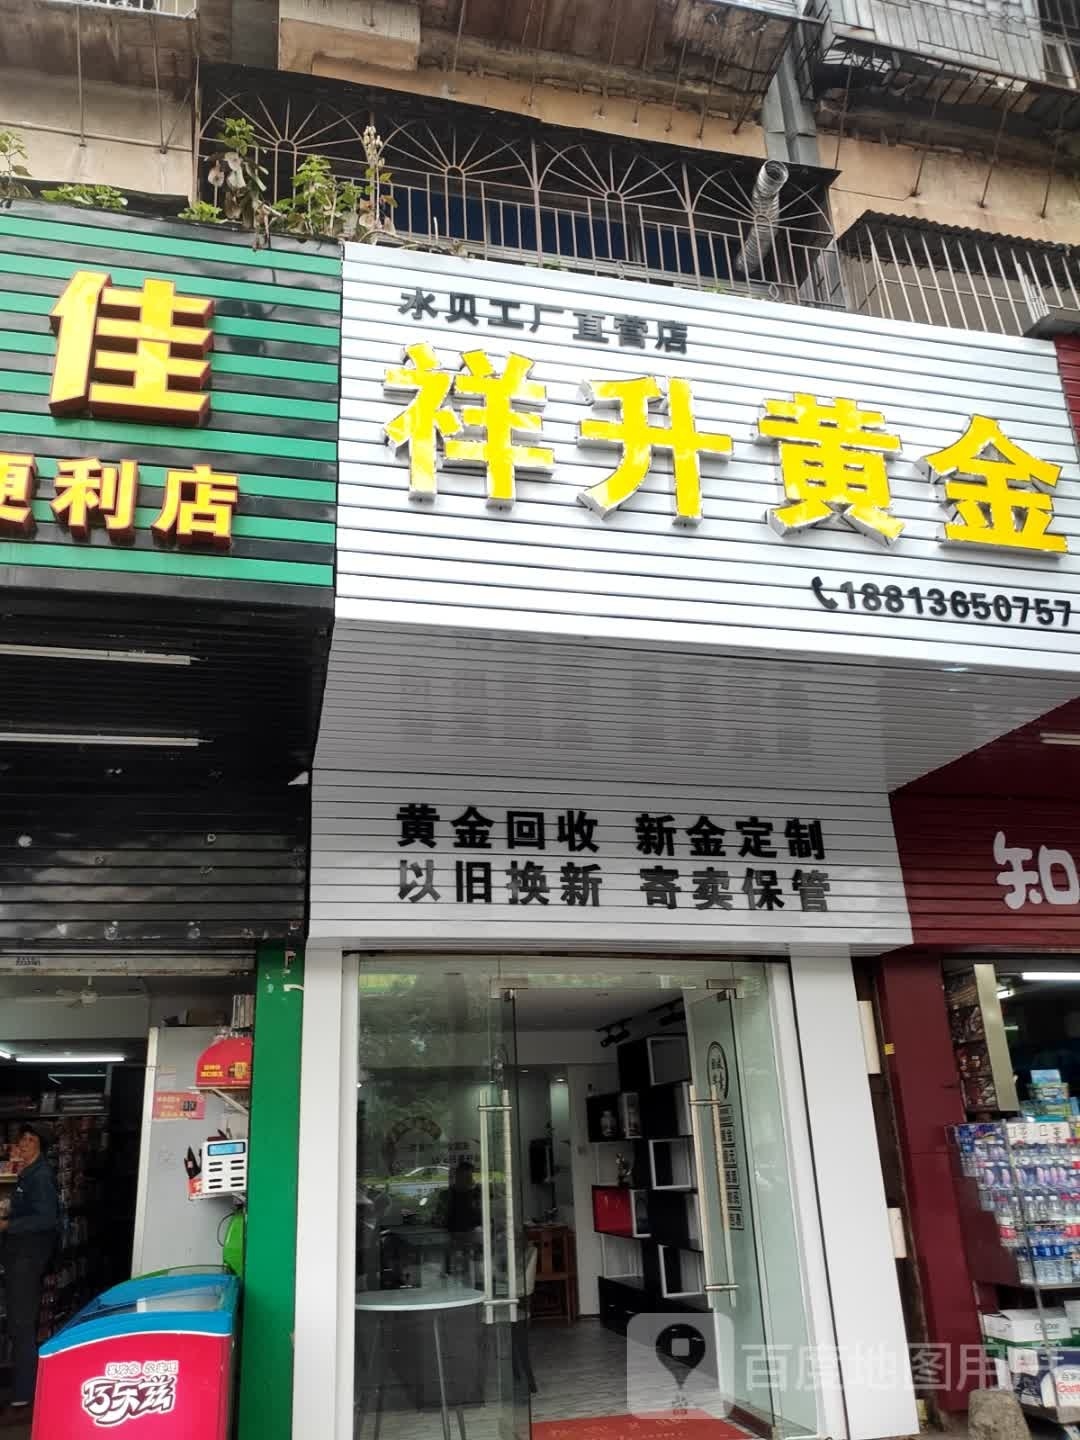 佳
便利店
水贝工厂直营店
祥升黄金
18813650757
黄金回收 新金定制
以旧换新 寄卖保管
知
巧乐兹
百度地图用户